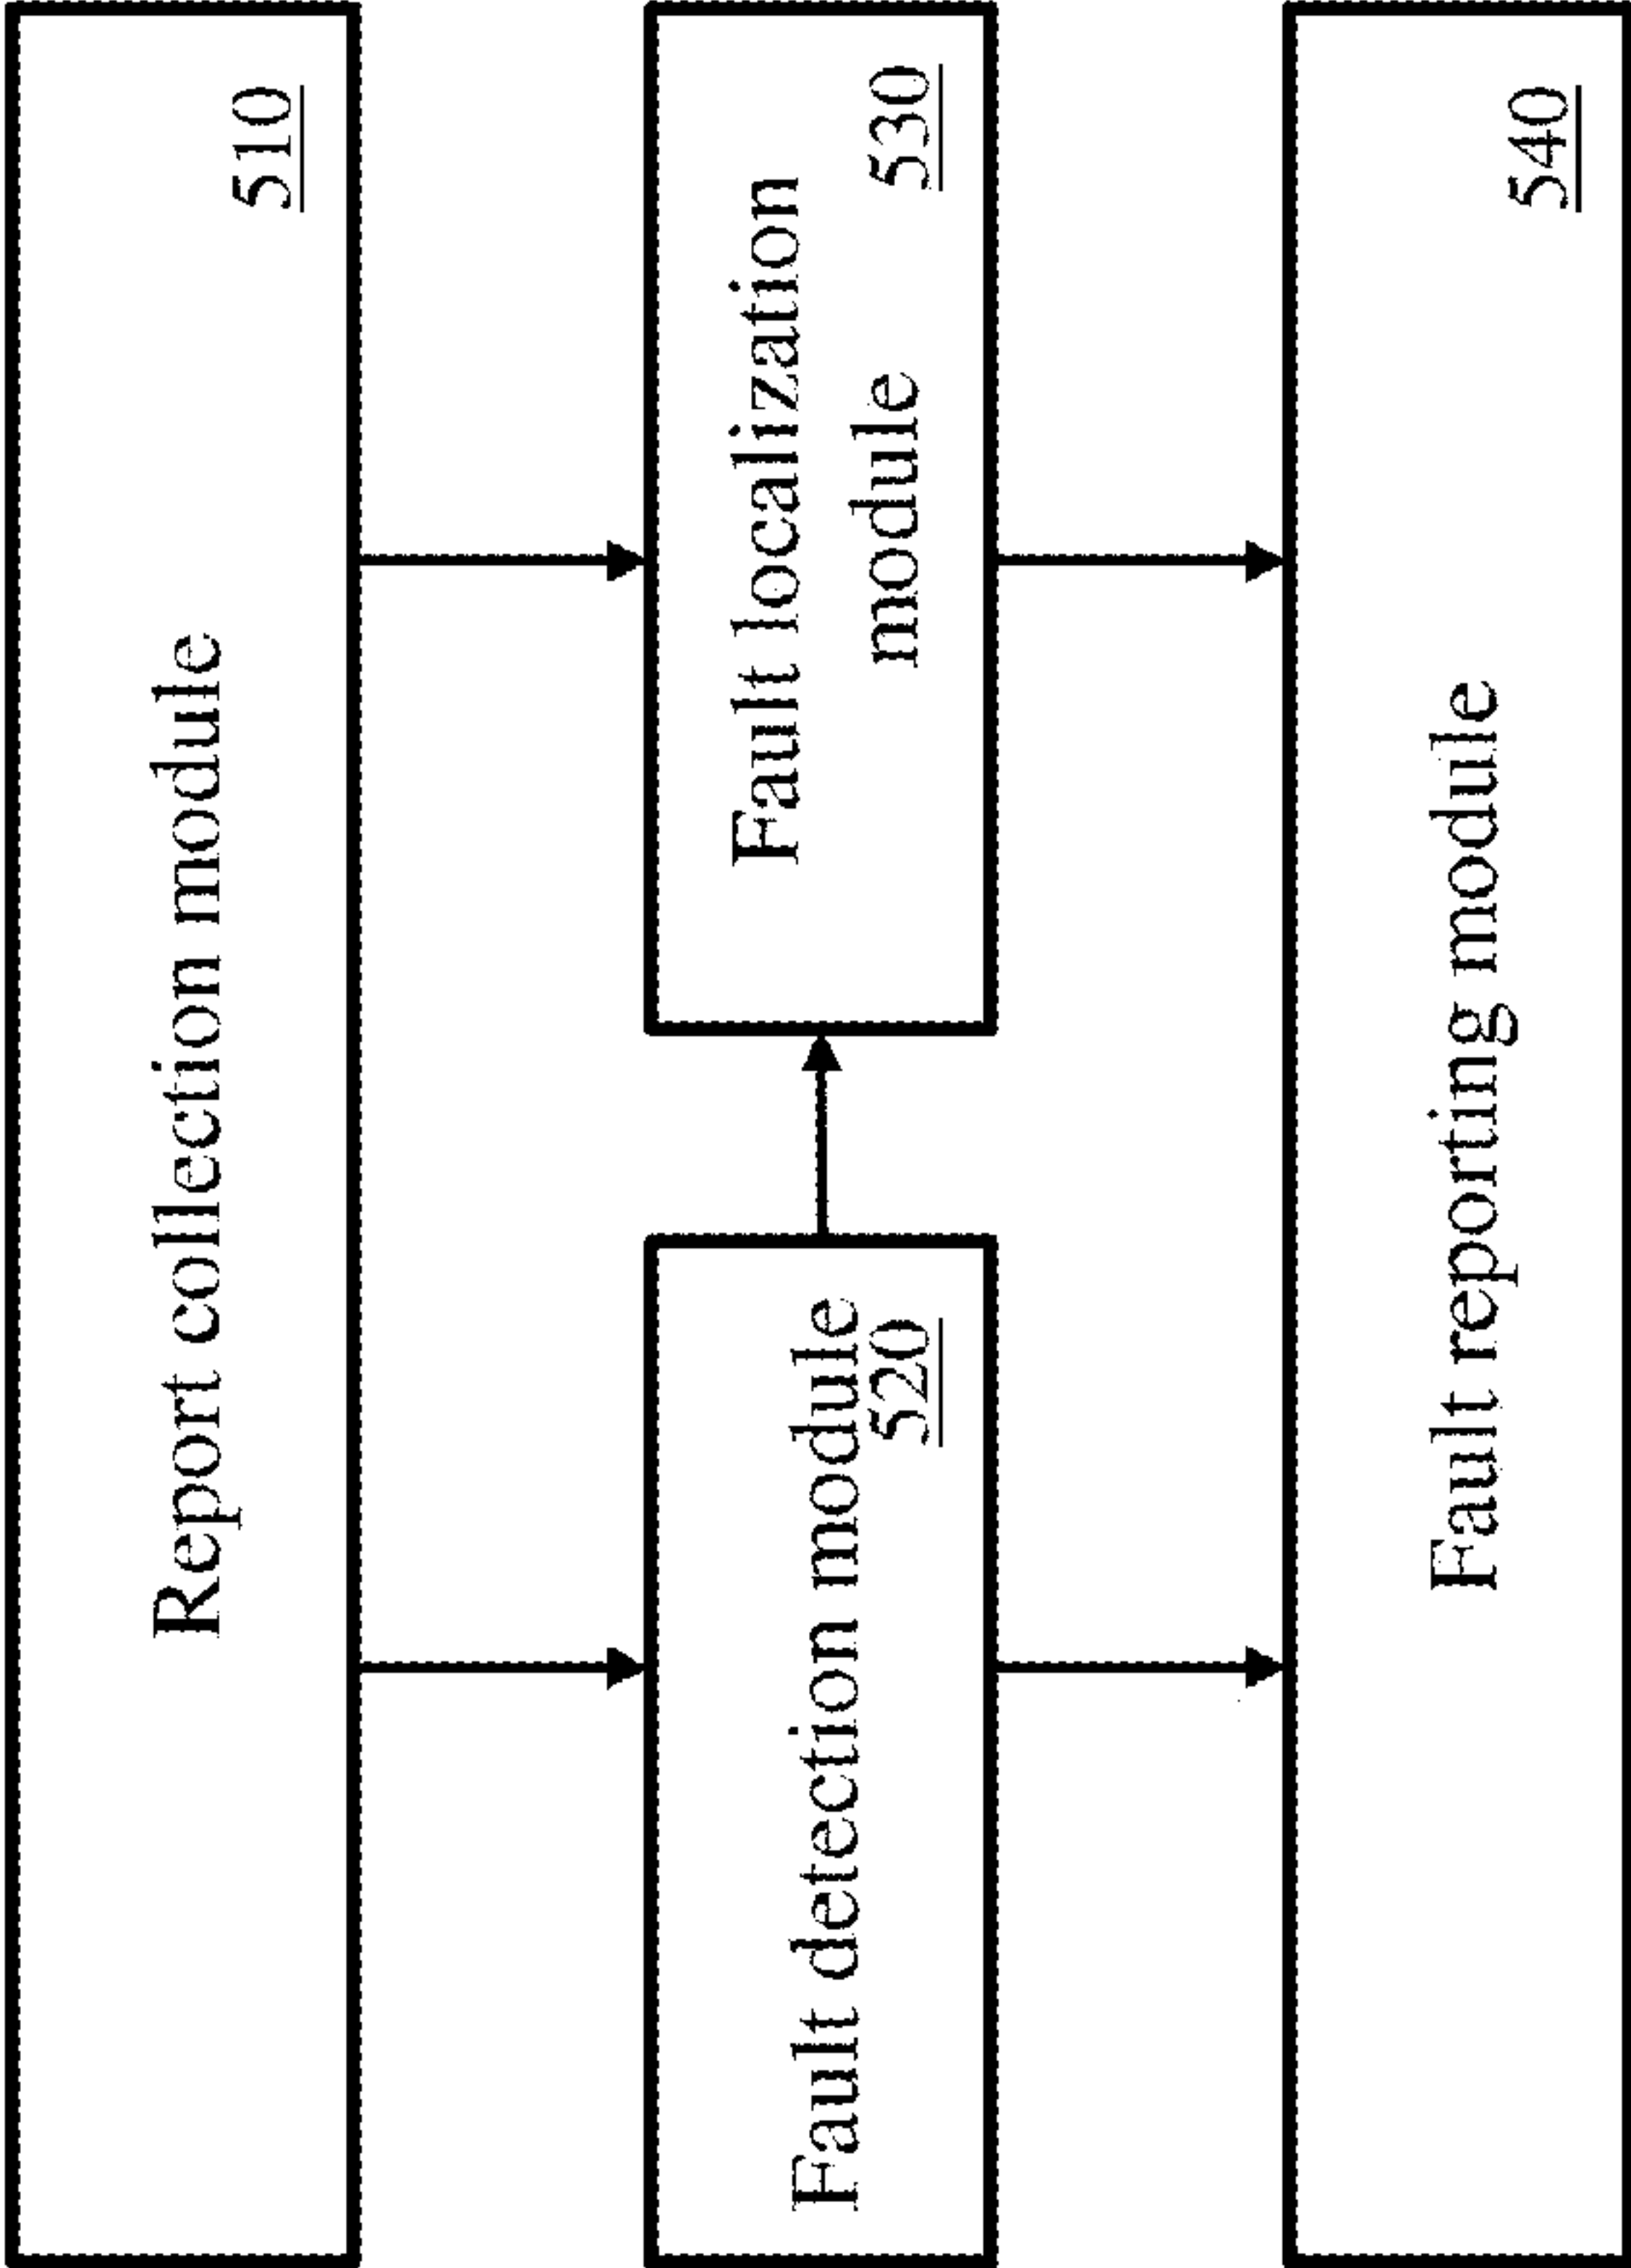 Report collection module
510
Fault detection module
520
Fault localization
module
530
Fault reporting module
540